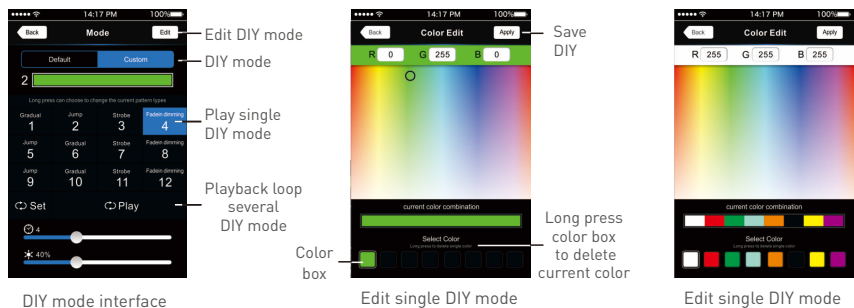 14:17 PM 100%
Back Mode Edit
Default Custom
2
Long press can choose to change the current pattern types
Gradual Jump Strobe Fadein dimming
1 2 3 4
Jump Gradual Strobe Fadein dimming
5 6 7 8
Jump Gradual Strobe Fadein dimming
9 10 11 12
Set Play
4
40%
DIY mode interface
Edit DIY mode
DIY mode
Play single
DIY mode
Playback loop
several
DIY mode
14:17 PM 100%
Back Color Edit Apply
R 0 G 255 B 0
current color combination
Select Color
Long press to delete single color
Color
box
Save
DIY
Long press
color box
to delete
current color
Edit single DIY mode
14:17 PM 100%
Back Color Edit Apply
R 255 G 255 B 255
current color combination
Select Color
Long press to delete single color
Edit single DIY mode